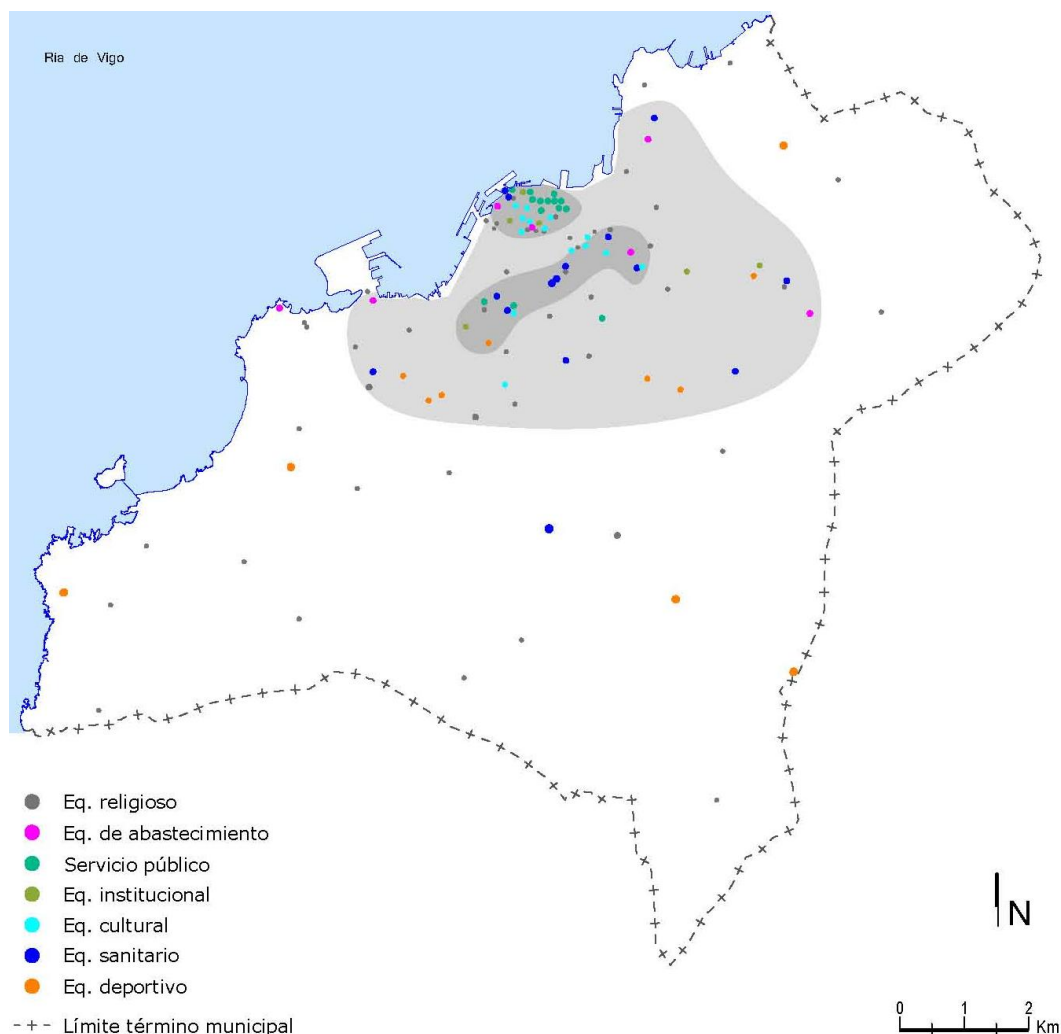 Ria de Vigo
Eq. religioso
Eq. de abastecimiento
Servicio público
Eq. institucional
Eq. cultural
Eq. sanitario
Eq. deportivo
Límite término municipal
N
0 1 2
Km